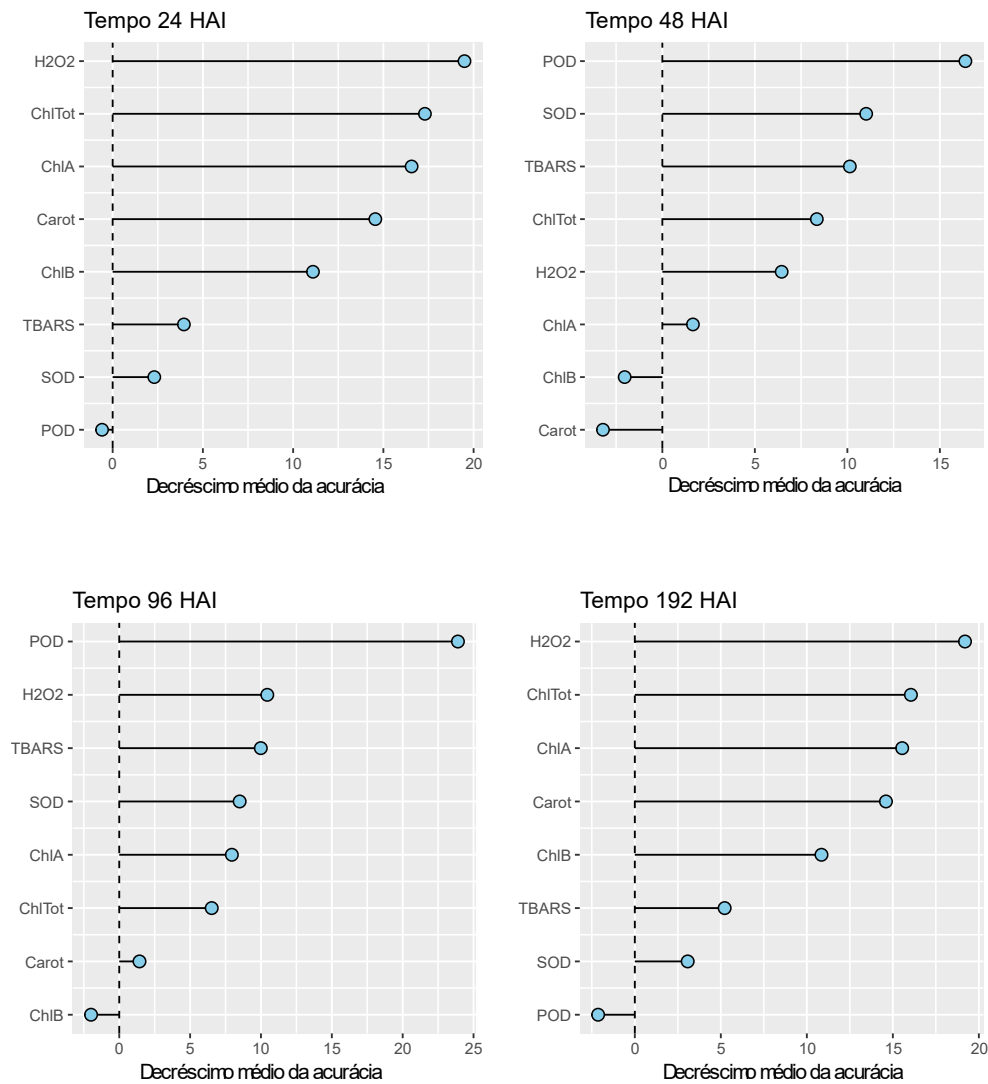 Tempo 24 HAI
H2O2
ChlTot
ChlA
Carot
ChlB
TBARS
SOD
POD
0 5 10 15 20
Decréscimo médio da acurácia
Tempo 48 HAI
POD
SOD
TBARS
ChlTot
H2O2
ChlA
ChlB
Carot
0 5 10 15
Decréscimo médio da acurácia
Tempo 96 HAI
POD
H2O2
TBARS
SOD
ChlA
ChlTot
Carot
ChlB
0 5 10 15 20 25
Decréscimo médio da acurácia
Tempo 192 HAI
H2O2
ChlTot
ChlA
Carot
ChlB
TBARS
SOD
POD
0 5 10 15 20
Decréscimo médio da acurácia